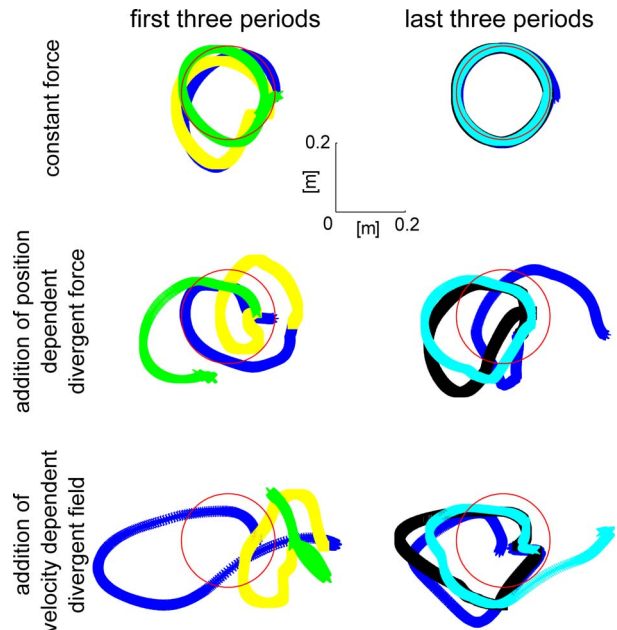 first three periods
last three periods
constant force
0.2
[m]
0
[m]
0.2
addition of position
dependent
divergent force
addition of
velocity dependent
divergent field